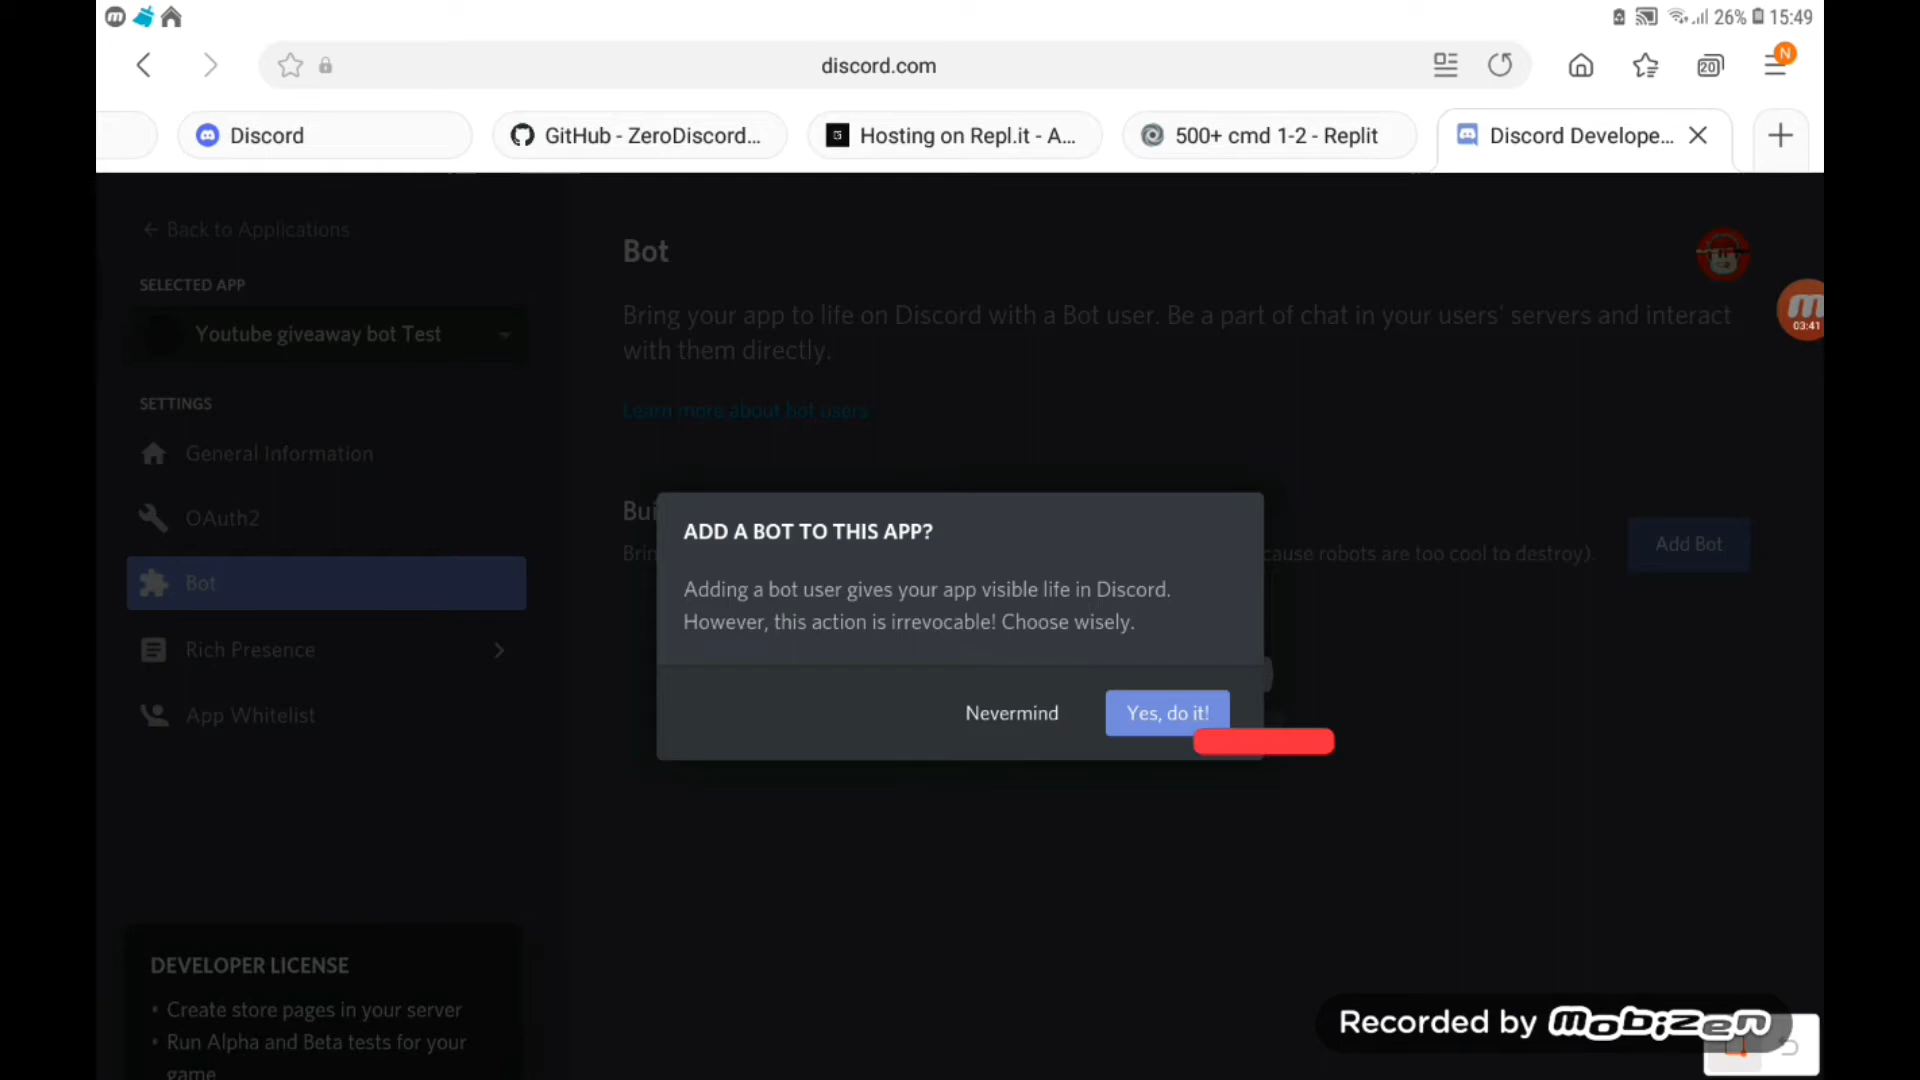 26% 15:49
discord.com
20
N
Discord
GitHub - ZeroDiscord...
Hosting on Repl.it - A...
500+ cmd 1-2 - Replit
Discord Develope...
← Back to Applications
SELECTED APP
Youtube giveaway bot Test
SETTINGS
General Information
OAuth2
Bot
Rich Presence
App Whitelist
DEVELOPER LICENSE
• Create store pages in your server
• Run Alpha and Beta tests for your
game
Bot
03:41
Bring your app to life on Discord with a Bot user. Be a part of chat in your users' servers and interact
with them directly.
Learn more about bot users
Bui
Brin
cause robots are too cool to destroy).
Add Bot
ADD A BOT TO THIS APP?
Adding a bot user gives your app visible life in Discord.
However, this action is irrevocable! Choose wisely.
Nevermind
Yes, do it!
Recorded by Mobizen